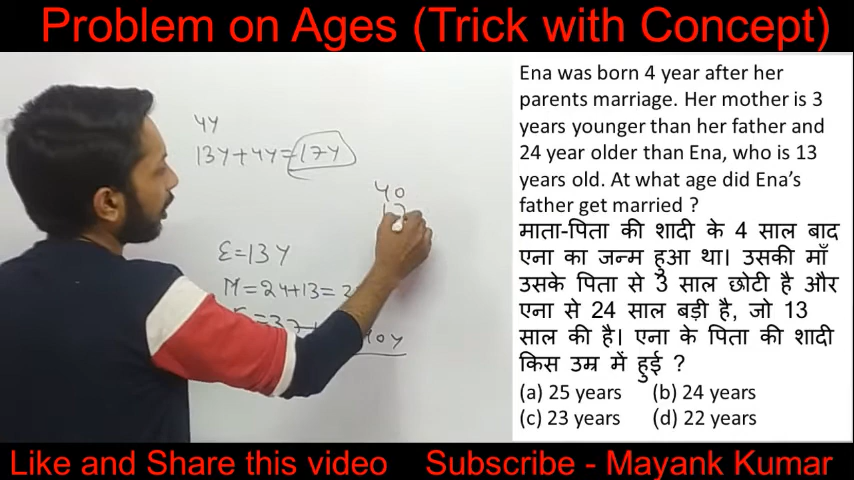 Problem on Ages (Trick with Concept)
4Y
13Y+4Y=17Y
40
E=13Y
M=24+13=
Ena was born 4 year after her
parents marriage. Her mother is 3
years younger than her father and
24 year older than Ena, who is 13
years old. At what age did Ena's
father get married ?
माता-पिता की शादी के 4 साल बाद
एना का जन्म हुआ था। उसकी माँ
उसके पिता से 3 साल छोटी है और
एना से 24 साल बड़ी है, जो 13
साल की है। एना के पिता की शादी
किस उम्र में हुई ?
(a) 25 years (b) 24 years
(c) 23 years (d) 22 years
Like and Share this video Subscribe - Mayank Kumar